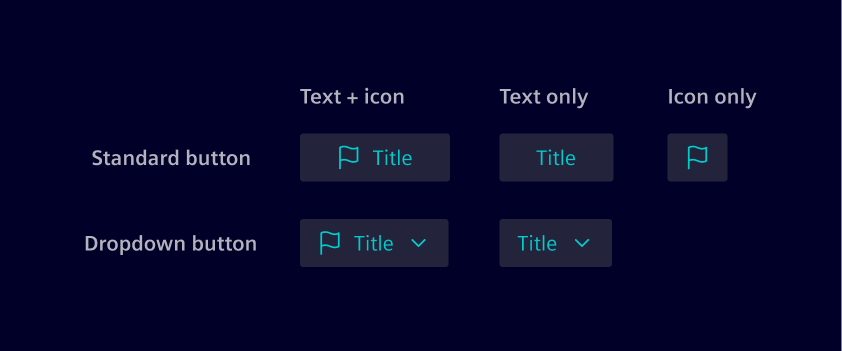 Text + icon Text only Icon only
Standard button Title Title
Dropdown button Title Title